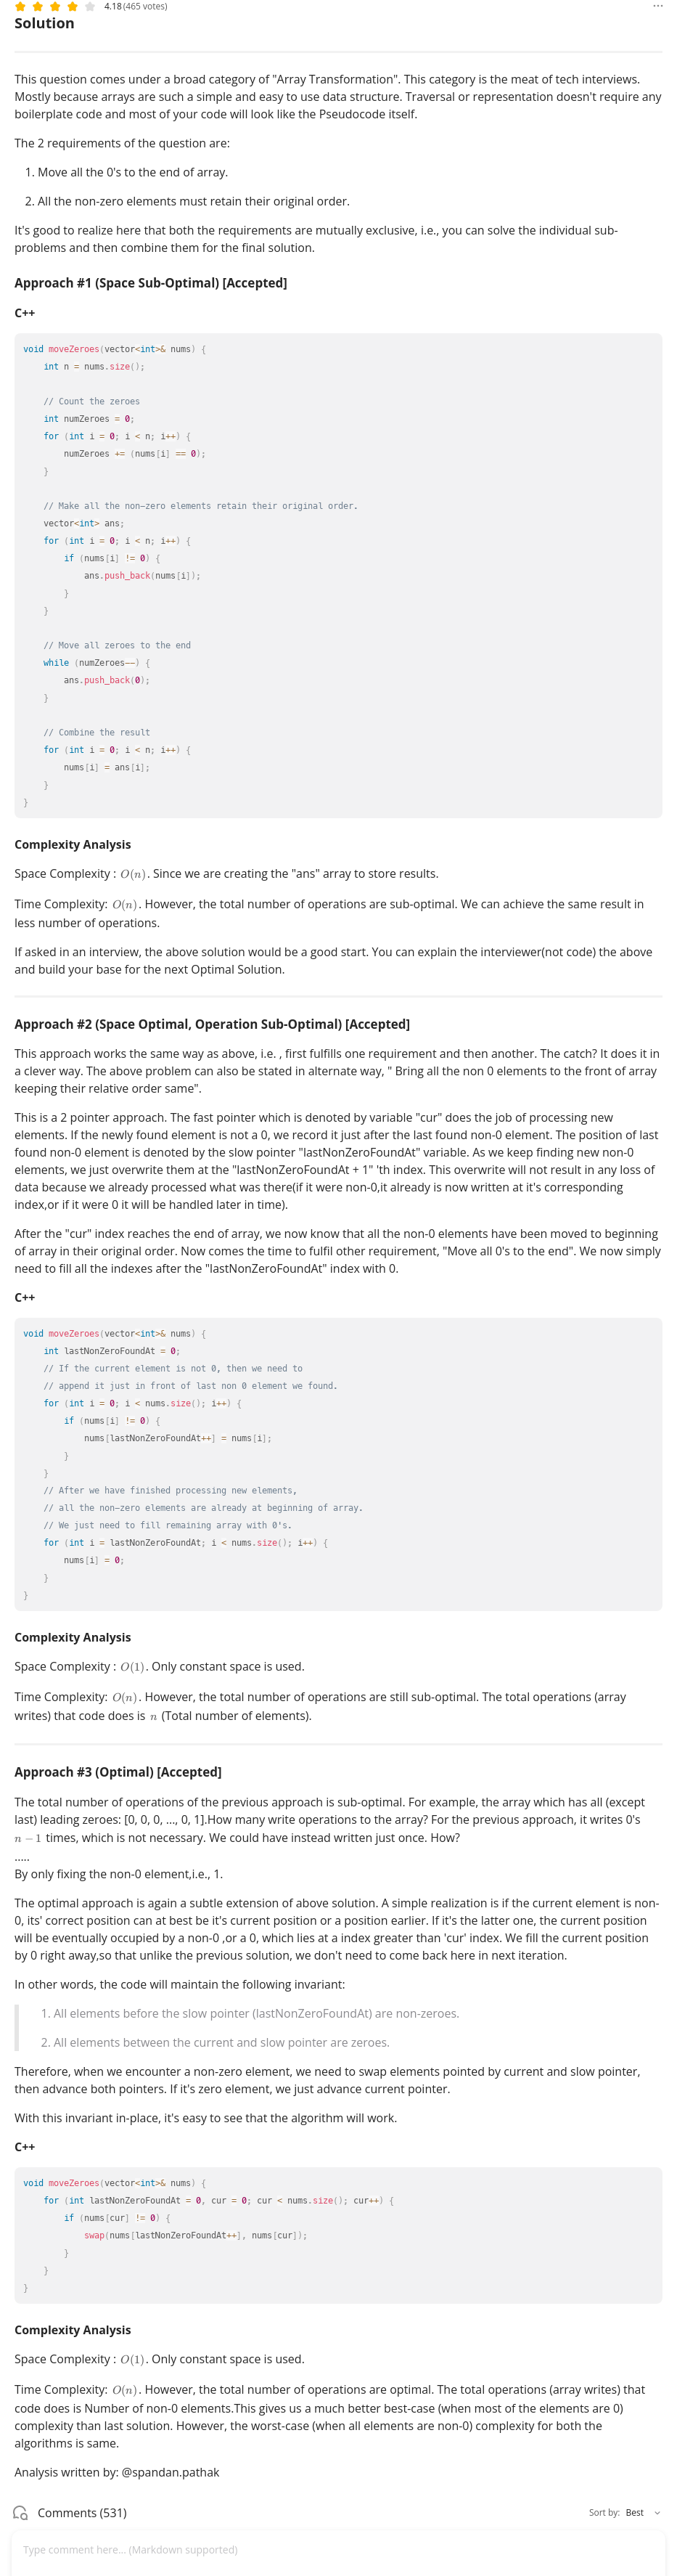 4.18 (465 votes)
Solution
This question comes under a broad category of "Array Transformation". This category is the meat of tech interviews.
Mostly because arrays are such a simple and easy to use data structure. Traversal or representation doesn't require any
boilerplate code and most of your code will look like the Pseudocode itself.
The 2 requirements of the question are:
1. Move all the 0's to the end of array.
2. All the non-zero elements must retain their original order.
It's good to realize here that both the requirements are mutually exclusive, i.e., you can solve the individual sub-
problems and then combine them for the final solution.
Approach #1 (Space Sub-Optimal) [Accepted]
C++
void moveZeroes(vector<int>& nums) {
    int n = nums.size();
    // Count the zeroes
    int numZeroes = 0;
    for (int i = 0; i < n; i++) {
        numZeroes += (nums[i] == 0);
    }
    // Make all the non-zero elements retain their original order.
    vector<int> ans;
    for (int i = 0; i < n; i++) {
        if (nums[i] != 0) {
            ans.push_back(nums[i]);
        }
    }
    // Move all zeroes to the end
    while (numZeroes--) {
        ans.push_back(0);
    }
    // Combine the result
    for (int i = 0; i < n; i++) {
        nums[i] = ans[i];
    }
}
Complexity Analysis
Space Complexity : O(n). Since we are creating the "ans" array to store results.
Time Complexity: O(n). However, the total number of operations are sub-optimal. We can achieve the same result in
less number of operations.
If asked in an interview, the above solution would be a good start. You can explain the interviewer(not code) the above
and build your base for the next Optimal Solution.
Approach #2 (Space Optimal, Operation Sub-Optimal) [Accepted]
This approach works the same way as above, i.e. , first fulfills one requirement and then another. The catch? It does it in
a clever way. The above problem can also be stated in alternate way, " Bring all the non 0 elements to the front of array
keeping their relative order same".
This is a 2 pointer approach. The fast pointer which is denoted by variable "cur" does the job of processing new
elements. If the newly found element is not a 0, we record it just after the last found non-0 element. The position of last
found non-0 element is denoted by the slow pointer "lastNonZeroFoundAt" variable. As we keep finding new non-0
elements, we just overwrite them at the "lastNonZeroFoundAt + 1" 'th index. This overwrite will not result in any loss of
data because we already processed what was there(if it were non-0,it already is now written at it's corresponding
index,or if it were 0 it will be handled later in time).
After the "cur" index reaches the end of array, we now know that all the non-0 elements have been moved to beginning
of array in their original order. Now comes the time to fulfil other requirement, "Move all 0's to the end". We now simply
need to fill all the indexes after the "lastNonZeroFoundAt" index with 0.
C++
void moveZeroes(vector<int>& nums) {
    int lastNonZeroFoundAt = 0;
    // If the current element is not 0, then we need to
    // append it just in front of last non 0 element we found.
    for (int i = 0; i < nums.size(); i++) {
        if (nums[i] != 0) {
            nums[lastNonZeroFoundAt++] = nums[i];
        }
    }
    // After we have finished processing new elements,
    // all the non-zero elements are already at beginning of array.
    // We just need to fill remaining array with 0's.
    for (int i = lastNonZeroFoundAt; i < nums.size(); i++) {
        nums[i] = 0;
    }
}
Complexity Analysis
Space Complexity : O(1). Only constant space is used.
Time Complexity: O(n). However, the total number of operations are still sub-optimal. The total operations (array
writes) that code does is n (Total number of elements).
Approach #3 (Optimal) [Accepted]
The total number of operations of the previous approach is sub-optimal. For example, the array which has all (except
last) leading zeroes: [0, 0, 0, ..., 0, 1].How many write operations to the array? For the previous approach, it writes 0's
n − 1 times, which is not necessary. We could have instead written just once. How?
.....
By only fixing the non-0 element,i.e., 1.
The optimal approach is again a subtle extension of above solution. A simple realization is if the current element is non-
0, its' correct position can at best be it's current position or a position earlier. If it's the latter one, the current position
will be eventually occupied by a non-0 ,or a 0, which lies at a index greater than 'cur' index. We fill the current position
by 0 right away,so that unlike the previous solution, we don't need to come back here in next iteration.
In other words, the code will maintain the following invariant:
1. All elements before the slow pointer (lastNonZeroFoundAt) are non-zeroes.
2. All elements between the current and slow pointer are zeroes.
Therefore, when we encounter a non-zero element, we need to swap elements pointed by current and slow pointer,
then advance both pointers. If it's zero element, we just advance current pointer.
With this invariant in-place, it's easy to see that the algorithm will work.
C++
void moveZeroes(vector<int>& nums) {
    for (int lastNonZeroFoundAt = 0, cur = 0; cur < nums.size(); cur++) {
        if (nums[cur] != 0) {
            swap(nums[lastNonZeroFoundAt++], nums[cur]);
        }
    }
}
Complexity Analysis
Space Complexity : O(1). Only constant space is used.
Time Complexity: O(n). However, the total number of operations are optimal. The total operations (array writes) that
code does is Number of non-0 elements.This gives us a much better best-case (when most of the elements are 0)
complexity than last solution. However, the worst-case (when all elements are non-0) complexity for both the
algorithms is same.
Analysis written by: @spandan.pathak
Comments (531)
Sort by: Best
Type comment here... (Markdown supported)